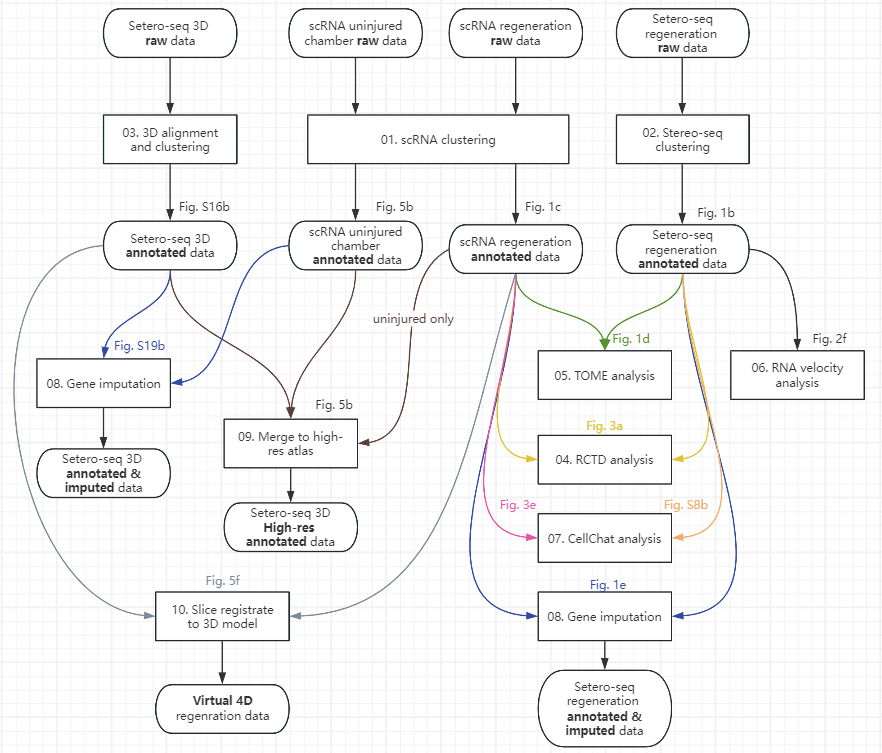 Setero-seq 3D
raw data
scRNA uninjured
chamber raw data
scRNA regeneration
raw data
Setero-seq
regeneration
raw data
03. 3D alignment
and clustering
01. scRNA clustering
02. Stereo-seq
clustering
Fig. S16b
Fig. 5b
Fig. 1c
Fig. 1b
Setero-seq 3D
annotated data
scRNA uninjured
chamber
annotated data
scRNA regeneration
annotated data
Setero-seq
regeneration
annotated data
uninjured only
Fig. S19b
Fig. 1d
Fig. 2f
08. Gene imputation
05. TOME analysis
06. RNA velocity
analysis
Fig. 5b
09. Merge to high-
res atlas
Fig. 3a
04. RCTD analysis
Setero-seq 3D
annotated &
imputed data
Setero-seq 3D
High-res
annotated data
Fig. 3e
Fig. S8b
07. CellChat analysis
Fig. 5f
10. Slice registrate
to 3D model
Fig. 1e
08. Gene imputation
Virtual 4D
regenration data
Setero-seq
regeneration
annotated &
imputed data